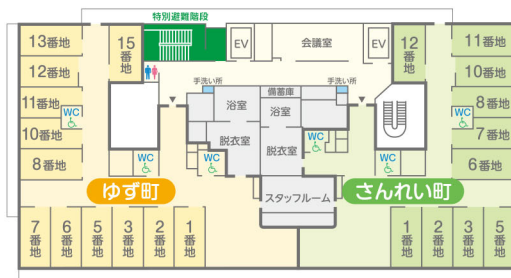 特別避難階段
13番地
15番地
EV
会議室
EV
12番地
11番地
12番地
10番地
手洗い所
備蓄庫
手洗い所
11番地
WC
浴室
浴室
WC
8番地
10番地
脱衣室
脱衣室
WC
7番地
8番地
WC
WC
WC
6番地
ゆず町
スタッフルーム
さんれい町
7番地
6番地
5番地
3番地
2番地
1番地
1番地
2番地
3番地
5番地